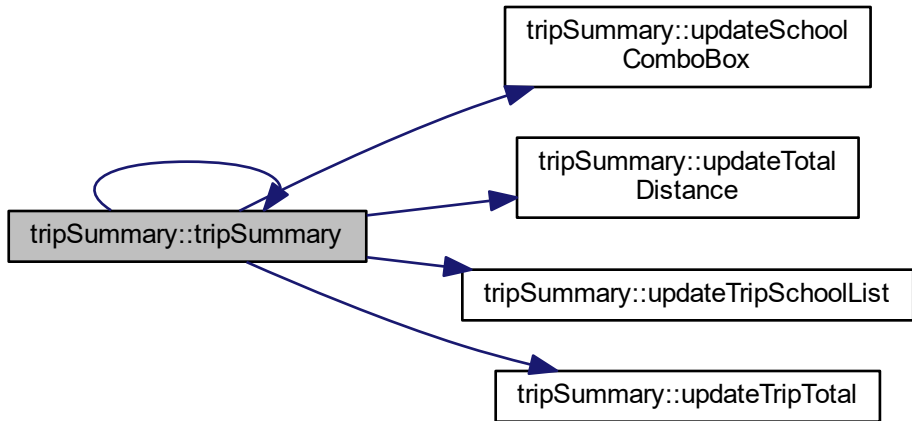 tripSummary::updateSchool
ComboBox
tripSummary::updateTotal
Distance
tripSummary::tripSummary
tripSummary::updateTripSchoolList
tripSummary::updateTripTotal